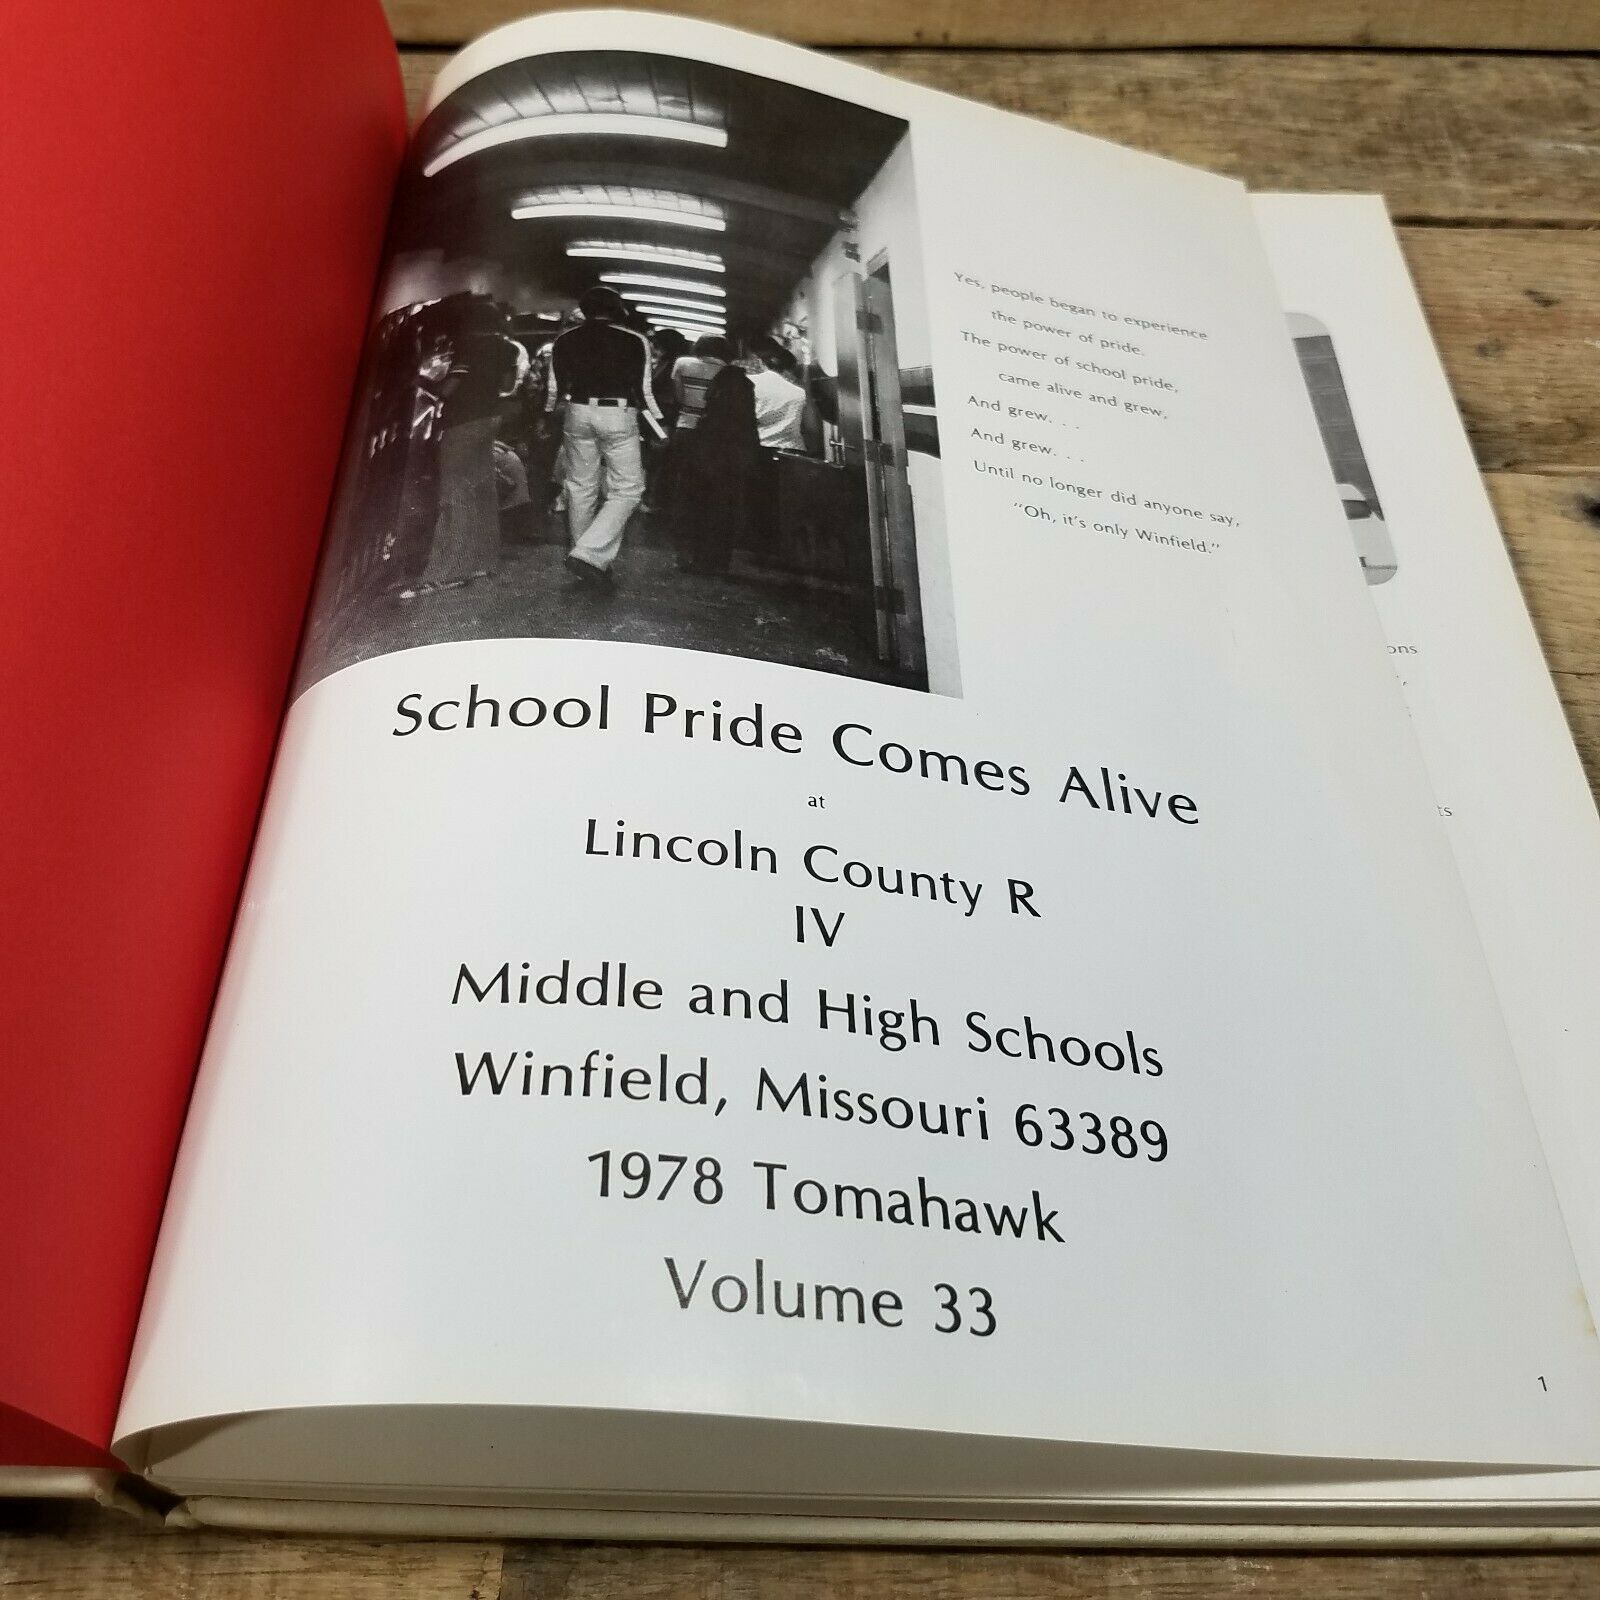 Yes, people began to experience
the power of pride.
The power of school pride,
came alive and grew,
And grew. . .
And grew. . .
Until no longer did anyone say,
"Oh, it's only Winfield."
School Pride Comes Alive
at
Lincoln County R
IV
Middle and High Schools
Winfield, Missouri 63389
1978 Tomahawk
Volume 33
1